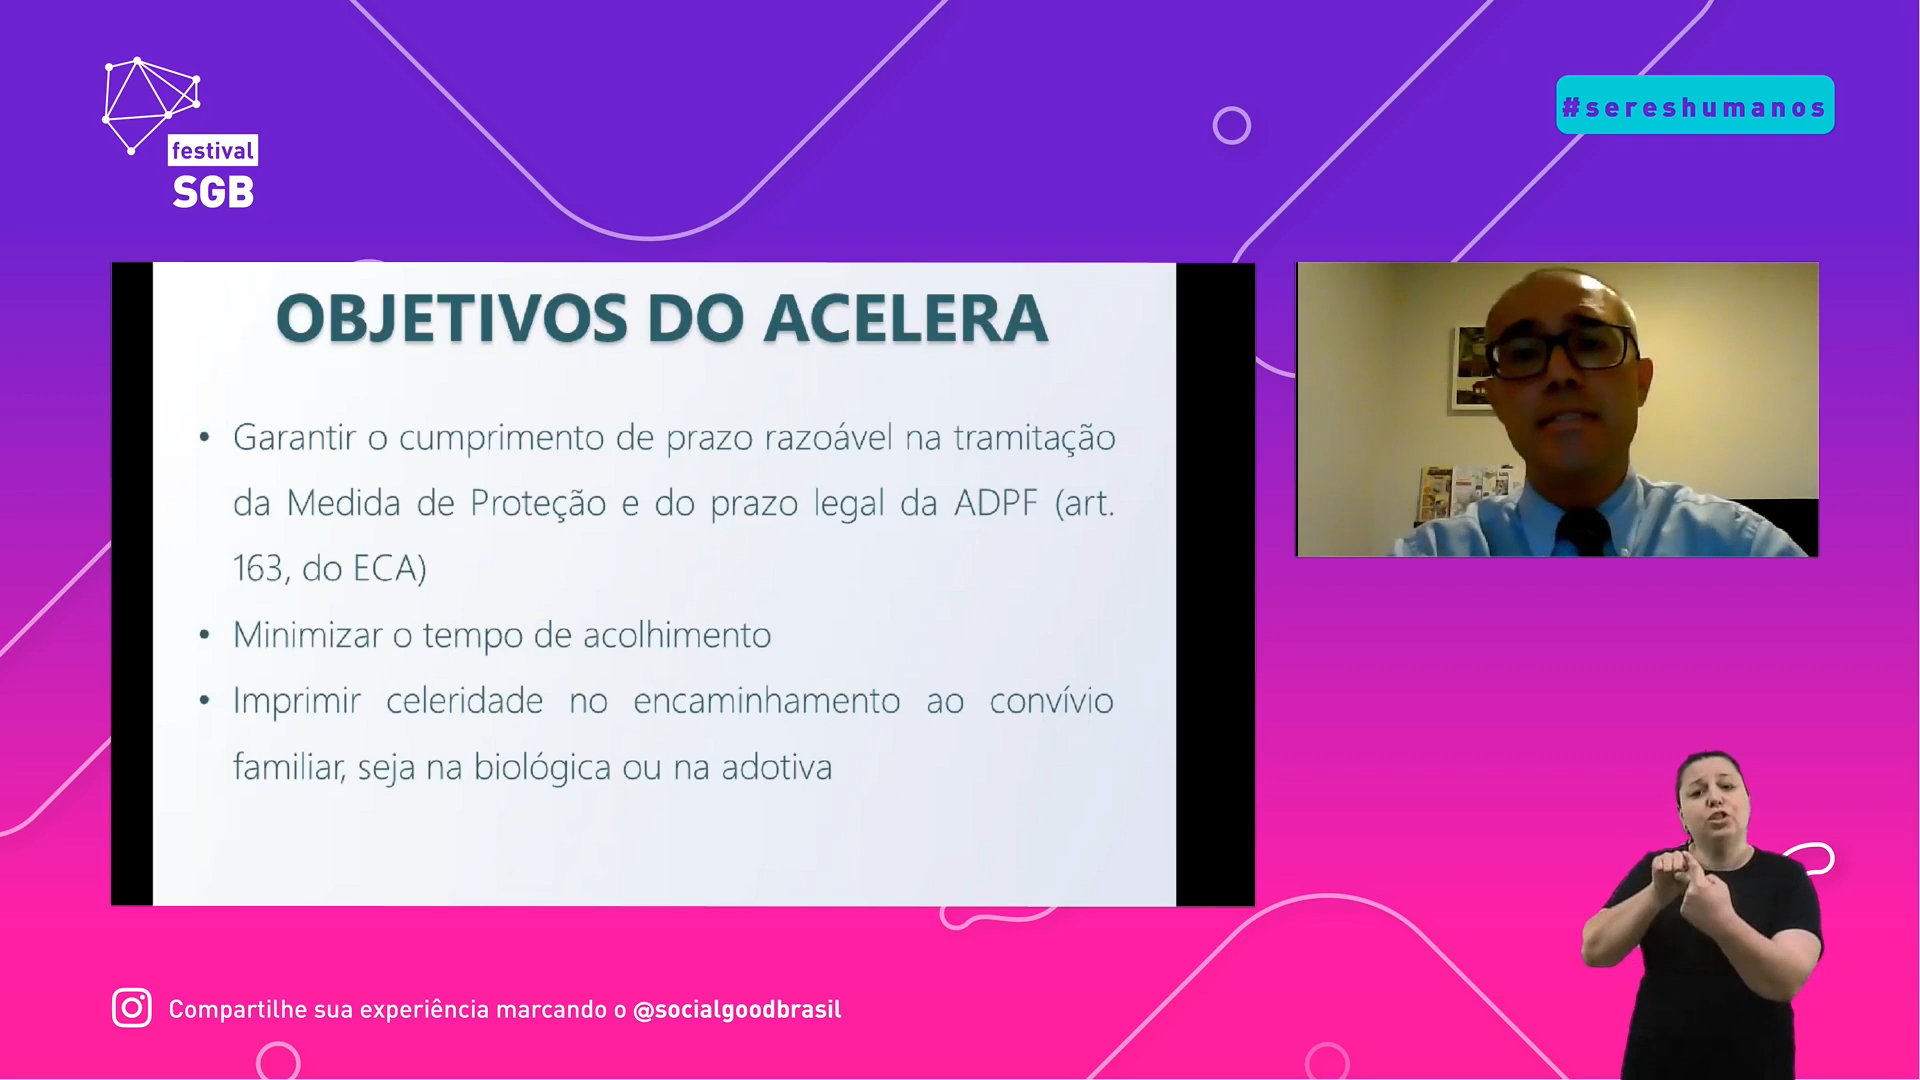 festival
SGB
#sereshumanos
OBJETIVOS DO ACELERA
• Garantir o cumprimento de prazo razoável na tramitação
da Medida de Proteção e do prazo legal da ADPF (art.
163, do ECA)
• Minimizar o tempo de acolhimento
• Imprimir celeridade no encaminhamento ao convívio
familiar, seja na biológica ou na adotiva
Compartilhe sua experiência marcando o @socialgoodbrasil